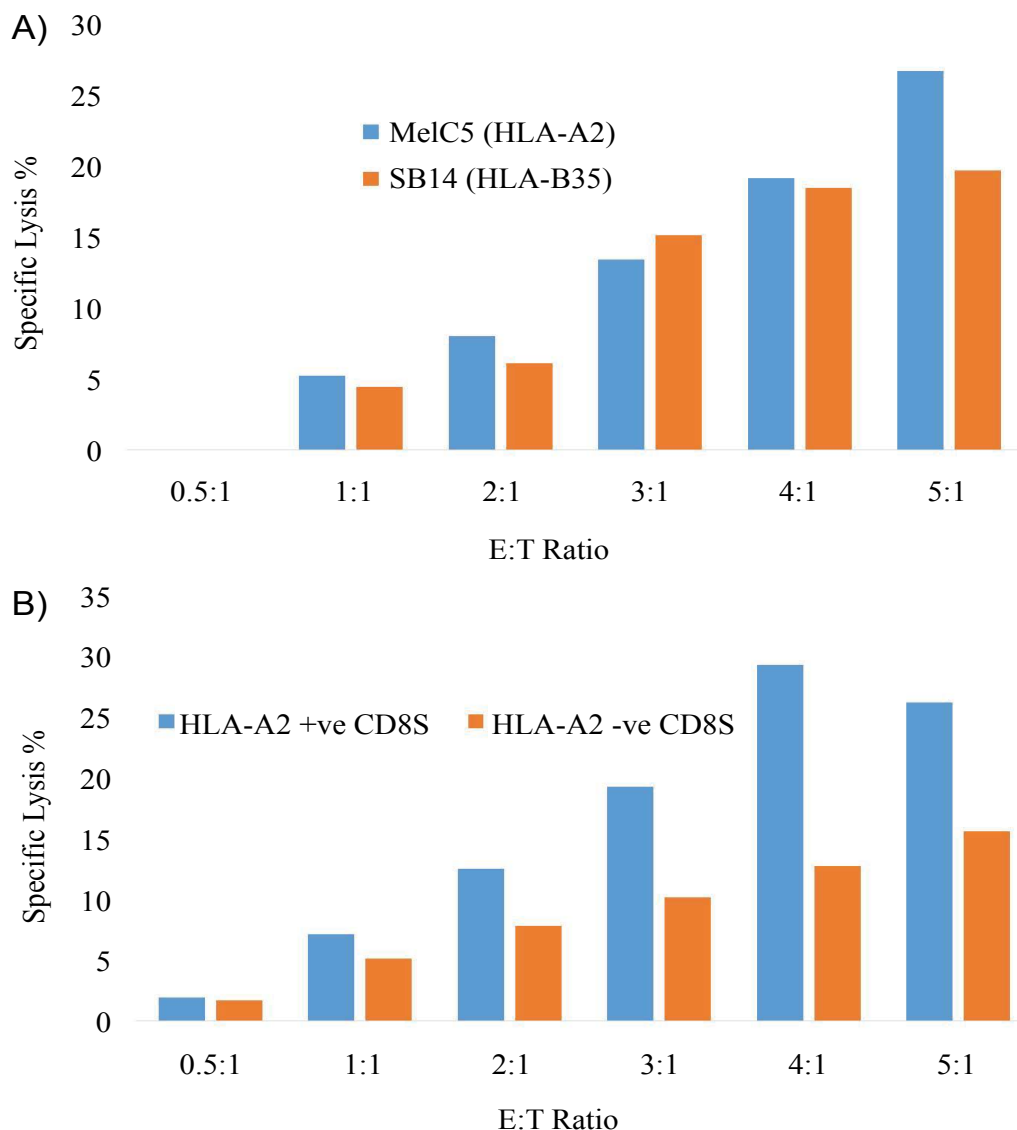 A)
30
25
20
15
10
5
0
Specific Lysis %
MelC5 (HLA-A2)
SB14 (HLA-B35)
0.5:1 1:1 2:1 3:1 4:1 5:1
E:T Ratio
B)
35
30
25
20
15
10
5
0
Specific Lysis %
HLA-A2 +ve CD8S HLA-A2 -ve CD8S
0.5:1 1:1 2:1 3:1 4:1 5:1
E:T Ratio